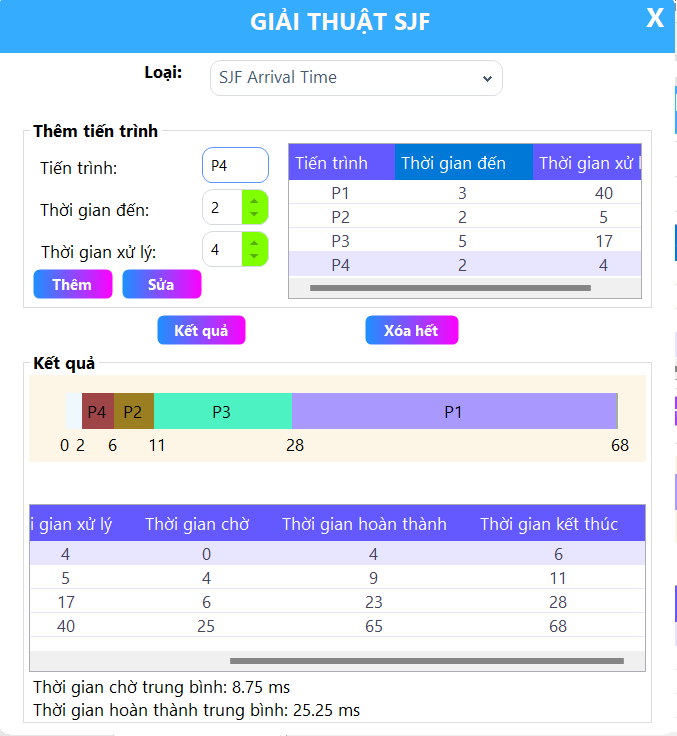 GIẢI THUẬT SJF X
Loại: SJF Arrival Time
Thêm tiến trình
Tiến trình: P4
Thời gian đến: 2
Thời gian xử lý: 4
Thêm Sửa
Tiến trình Thời gian đến Thời gian xử l
P1 3 40
P2 2 5
P3 5 17
P4 2 4
Kết quả Xóa hết
Kết quả
P4 P2 P3 P1
0 2 6 11 28 68
i gian xử lý Thời gian chờ Thời gian hoàn thành Thời gian kết thúc
4 0 4 6
5 4 9 11
17 6 23 28
40 25 65 68
Thời gian chờ trung bình: 8.75 ms
Thời gian hoàn thành trung bình: 25.25 ms